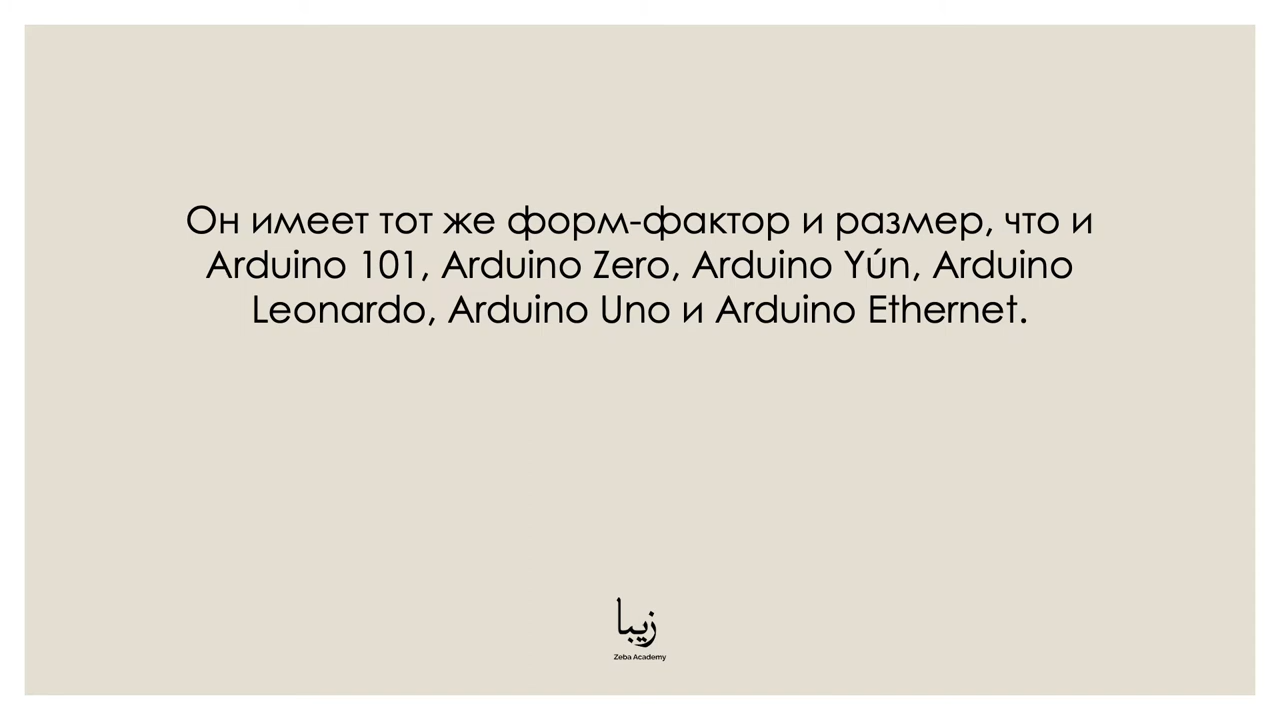 Он имеет тот же форм-фактор и размер, что и
Arduino 101, Arduino Zero, Arduino Yún, Arduino
Leonardo, Arduino Uno и Arduino Ethernet.
زیبا
Zeba Academy